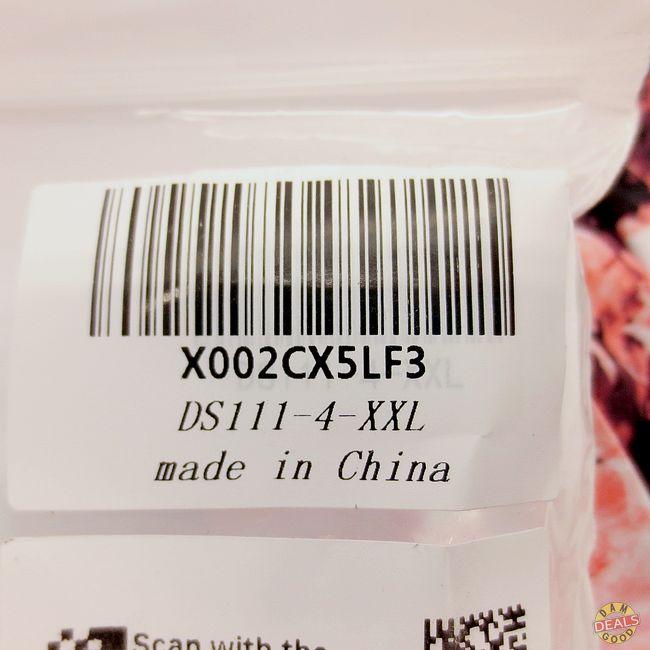 X002CX5LF3
DS111-4-XXL
made in China
Scan with the
DAM
DEALS
GOOD